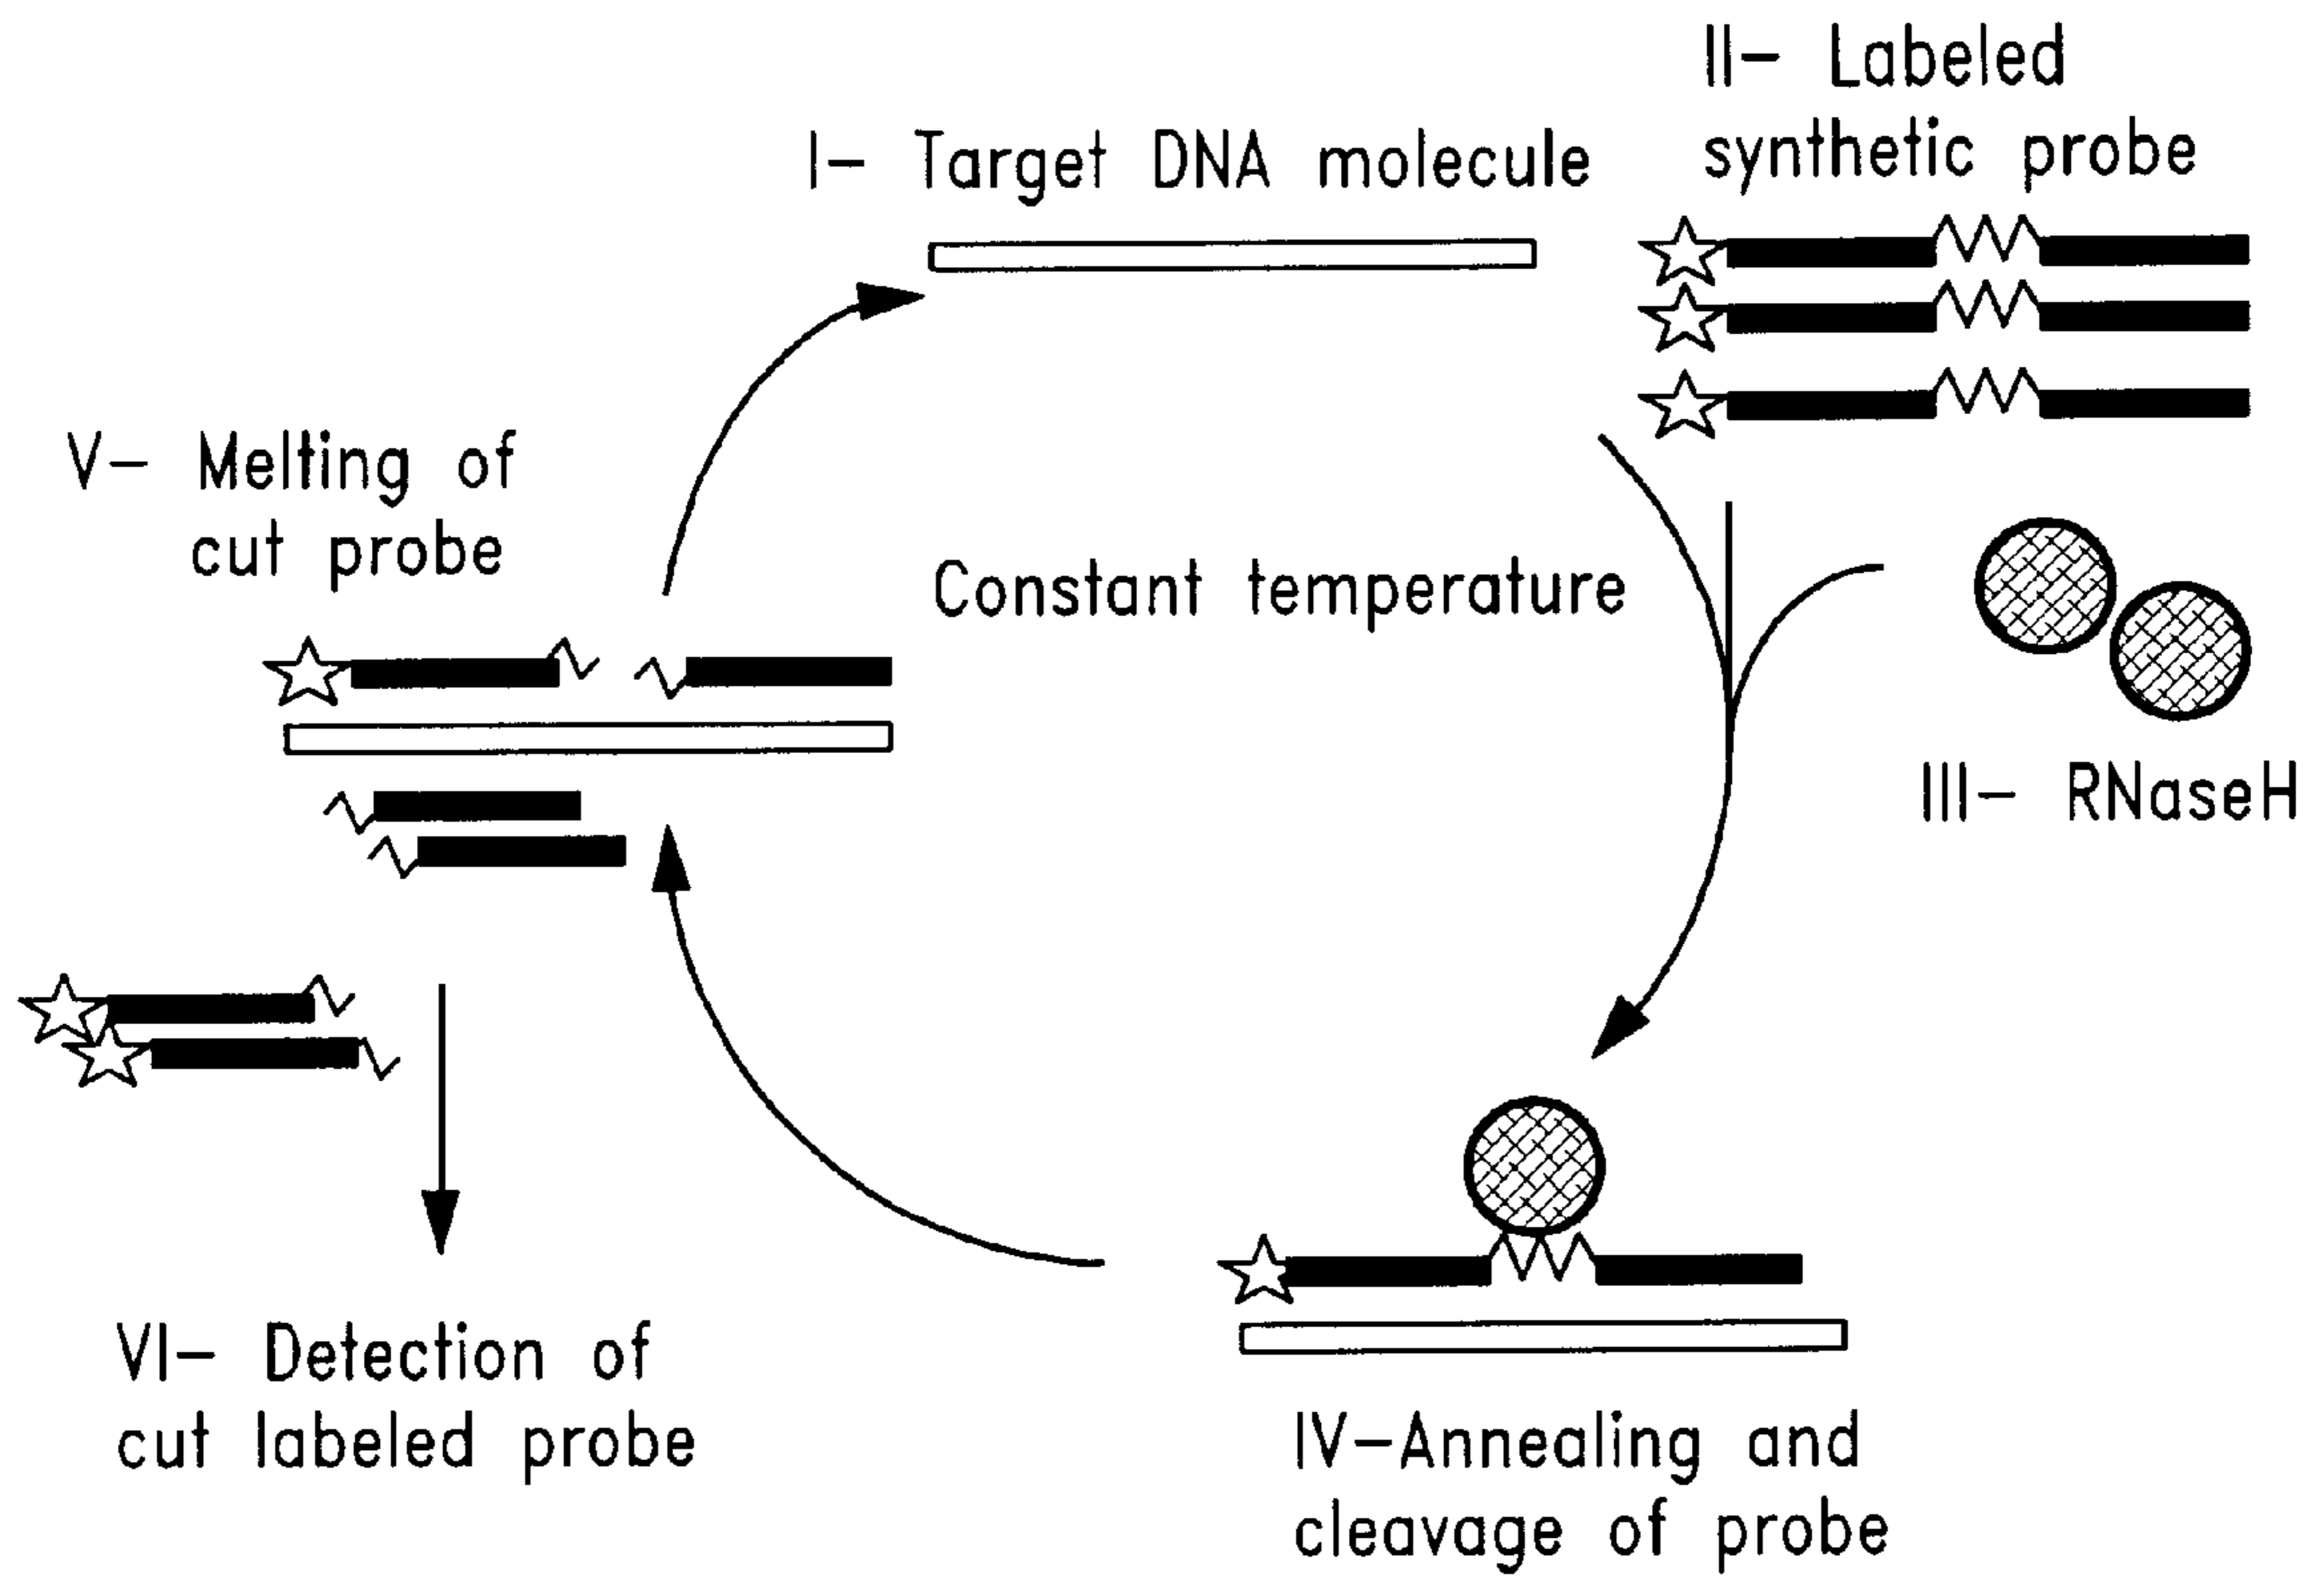 I- Target DNA molecule
II- Labeled
synthetic probe
Constant temperature
III- RNaseH
IV-Annealing and
cleavage of probe
V- Melting of
cut probe
VI- Detection of
cut labeled probe